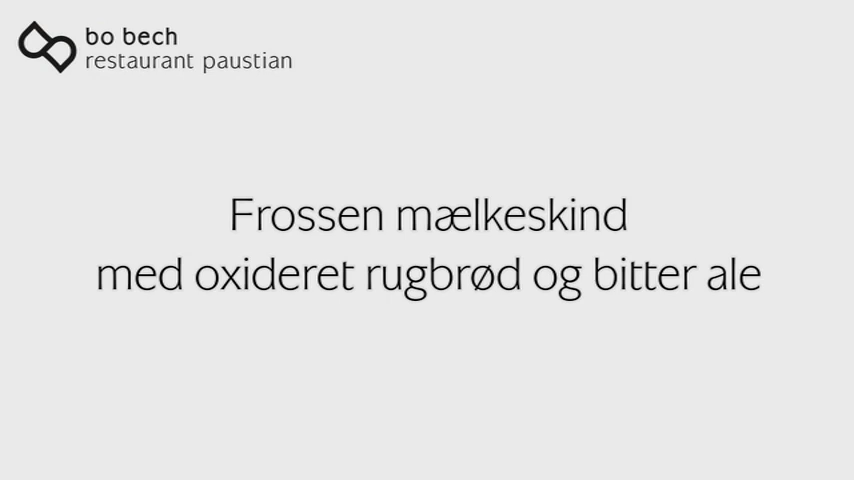 bo bech
restaurant paustian
Frossen mælkeskind
med oxideret rugbrød og bitter ale